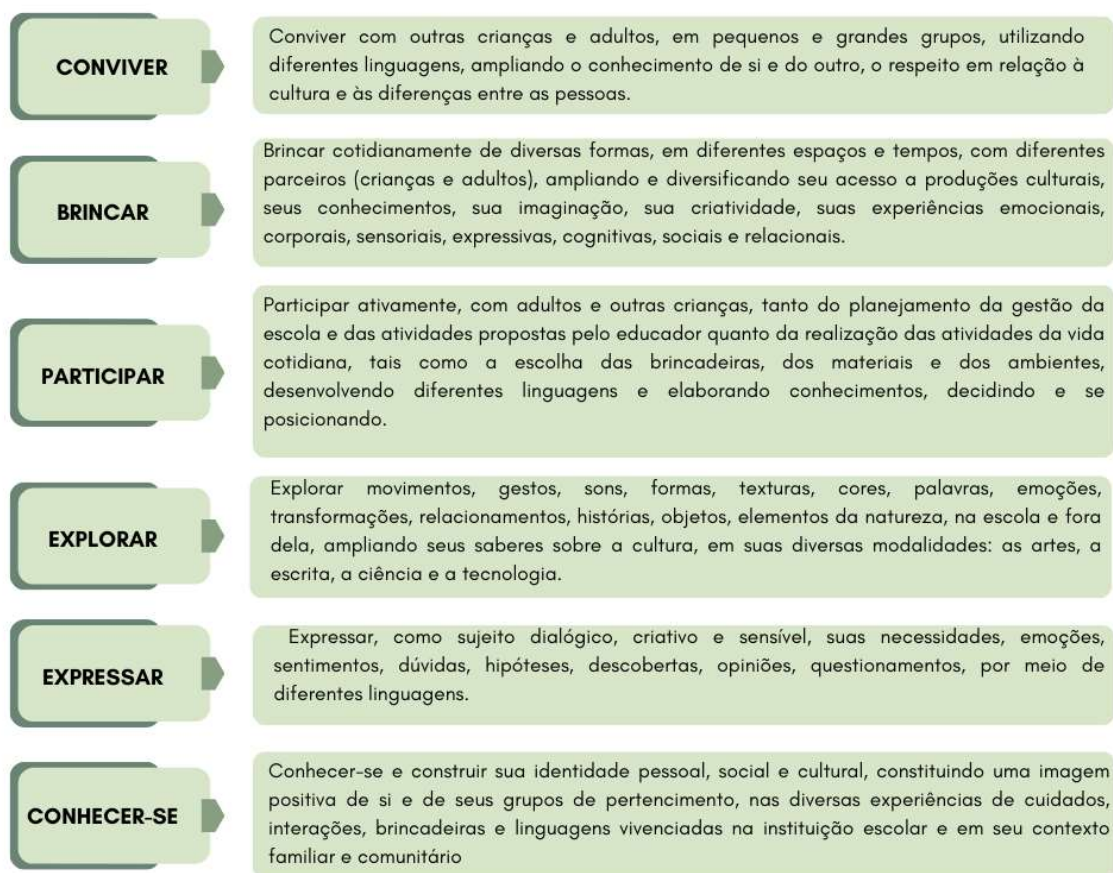 CONVIVER
Conviver com outras crianças e adultos, em pequenos e grandes grupos, utilizando
diferentes linguagens, ampliando o conhecimento de si e do outro, o respeito em relação à
cultura e às diferenças entre as pessoas.
BRINCAR
Brincar cotidianamente de diversas formas, em diferentes espaços e tempos, com diferentes
parceiros (crianças e adultos), ampliando e diversificando seu acesso a produções culturais,
seus conhecimentos, sua imaginação, sua criatividade, suas experiências emocionais,
corporais, sensoriais, expressivas, cognitivas, sociais e relacionais.
PARTICIPAR
Participar ativamente, com adultos e outras crianças, tanto do planejamento da gestão da
escola e das atividades propostas pelo educador quanto da realização das atividades da vida
cotidiana, tais como a escolha das brincadeiras, dos materiais e dos ambientes,
desenvolvendo diferentes linguagens e elaborando conhecimentos, decidindo e se
posicionando.
EXPLORAR
Explorar movimentos, gestos, sons, formas, texturas, cores, palavras, emoções,
transformações, relacionamentos, histórias, objetos, elementos da natureza, na escola e fora
dela, ampliando seus saberes sobre a cultura, em suas diversas modalidades: as artes, a
escrita, a ciência e a tecnologia.
EXPRESSAR
Expressar, como sujeito dialógico, criativo e sensível, suas necessidades, emoções,
sentimentos, dúvidas, hipóteses, descobertas, opiniões, questionamentos, por meio de
diferentes linguagens.
CONHECER-SE
Conhecer-se e construir sua identidade pessoal, social e cultural, constituindo uma imagem
positiva de si e de seus grupos de pertencimento, nas diversas experiências de cuidados,
interações, brincadeiras e linguagens vivenciadas na instituição escolar e em seu contexto
familiar e comunitário